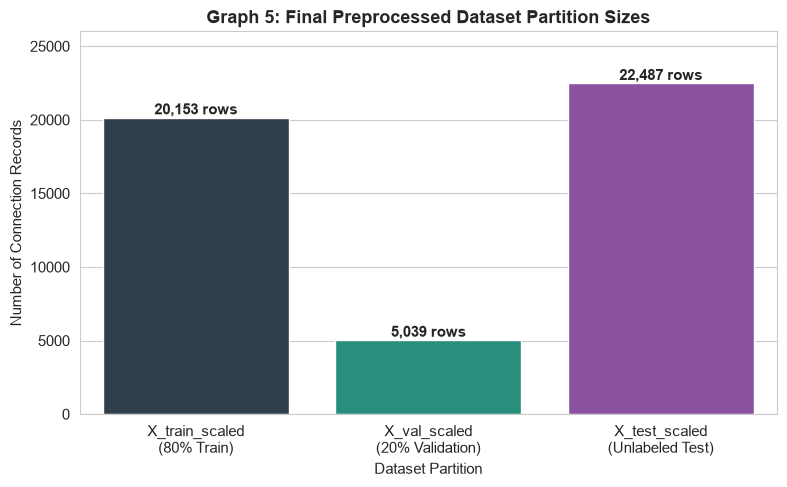 Graph 5: Final Preprocessed Dataset Partition Sizes
Number of Connection Records
25000
20000
15000
10000
5000
0
20,153 rows
5,039 rows
22,487 rows
X_train_scaled
(80% Train)
X_val_scaled
(20% Validation)
X_test_scaled
(Unlabeled Test)
Dataset Partition